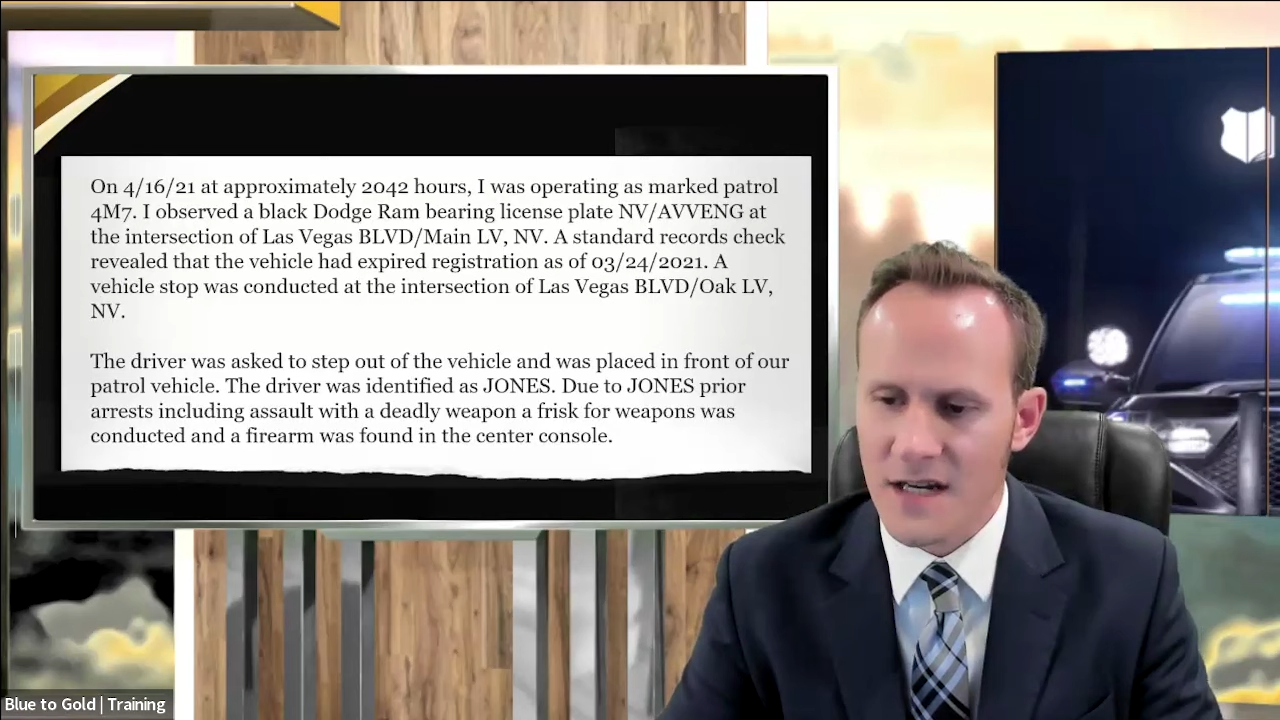 On 4/16/21 at approximately 2042 hours, I was operating as marked patrol
4M7. I observed a black Dodge Ram bearing license plate NV/AVVENG at
the intersection of Las Vegas BLVD/Main LV, NV. A standard records check
revealed that the vehicle had expired registration as of 03/24/2021. A
vehicle stop was conducted at the intersection of Las Vegas BLVD/Oak LV,
NV.
The driver was asked to step out of the vehicle and was placed in front of our
patrol vehicle. The driver was identified as JONES. Due to JONES prior
arrests including assault with a deadly weapon a frisk for weapons was
conducted and a firearm was found in the center console.
Blue to Gold | Training